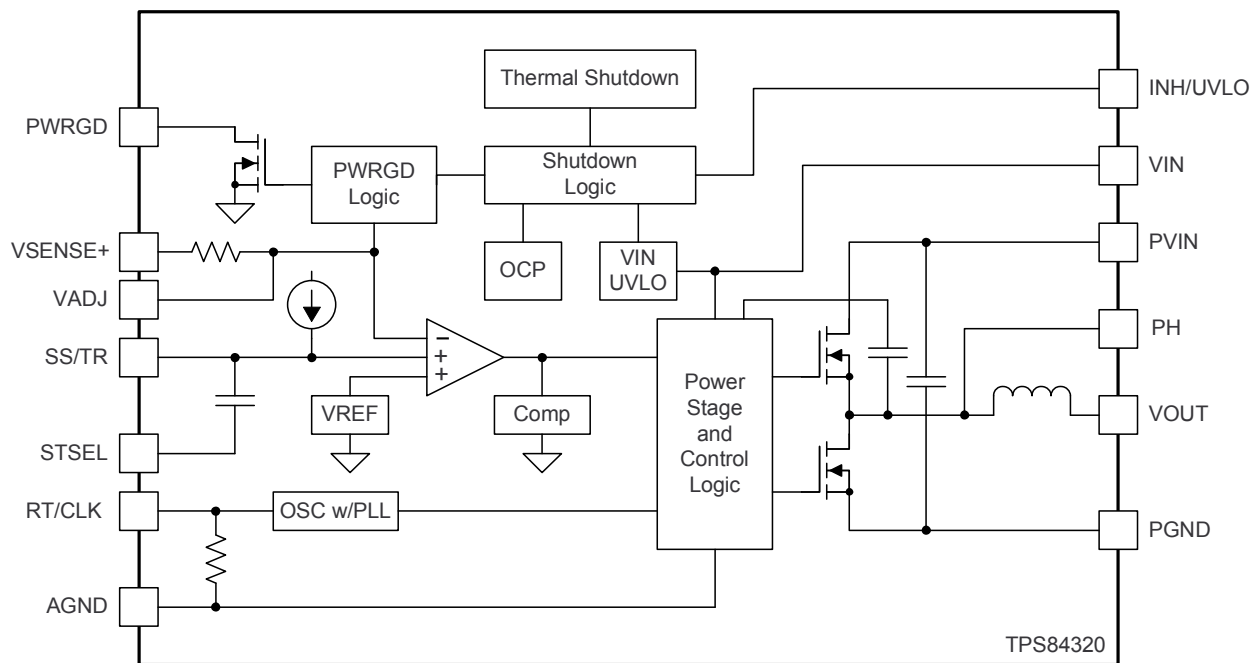 Thermal Shutdown
INH/UVLO
PWRGD
PWRGD
Logic
Shutdown
Logic
VIN
VSENSE+
OCP
VIN
UVLO
PVIN
VADJ
SS/TR
−
+
+
Power
Stage
and
Control
Logic
PH
VREF
Comp
VOUT
STSEL
RT/CLK
OSC w/PLL
PGND
AGND
TPS84320